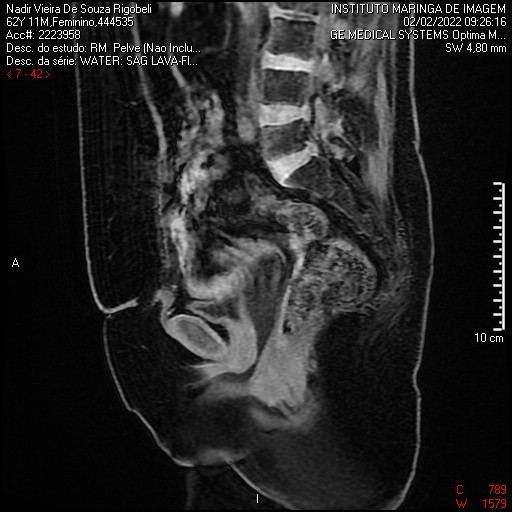 Nadir Vieira De Souza Rigobeli
62Y 11M,Feminino,444535
Acc#: 2223958
Desc. do estudo: RM  Pelve (Nao Inclu...
Desc. da série: WATER: SAG LAVA-Fl...
< 7 - 42 >
INSTITUTO MARINGA DE IMAGEM
02/02/2022 09:26:16
GE MEDICAL SYSTEMS Optima M...
SW 4,80 mm
A
10 cm
I
C 789
W 1579